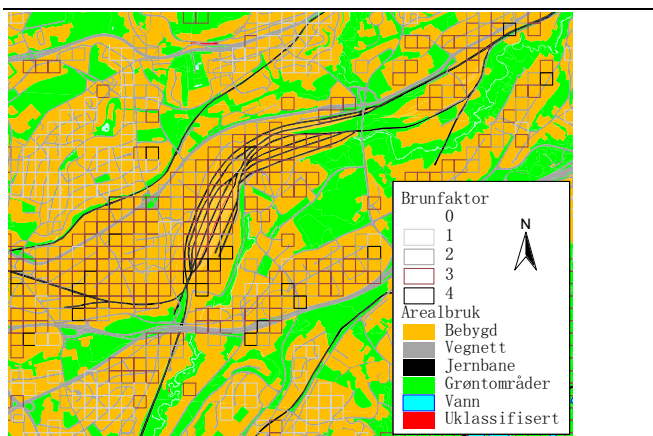 Brunfaktor
0
1
2
3
4
Arealbruk
Bebygd
Vegnett
Jernbane
Grøntområder
Vann
Uklassifisert
N